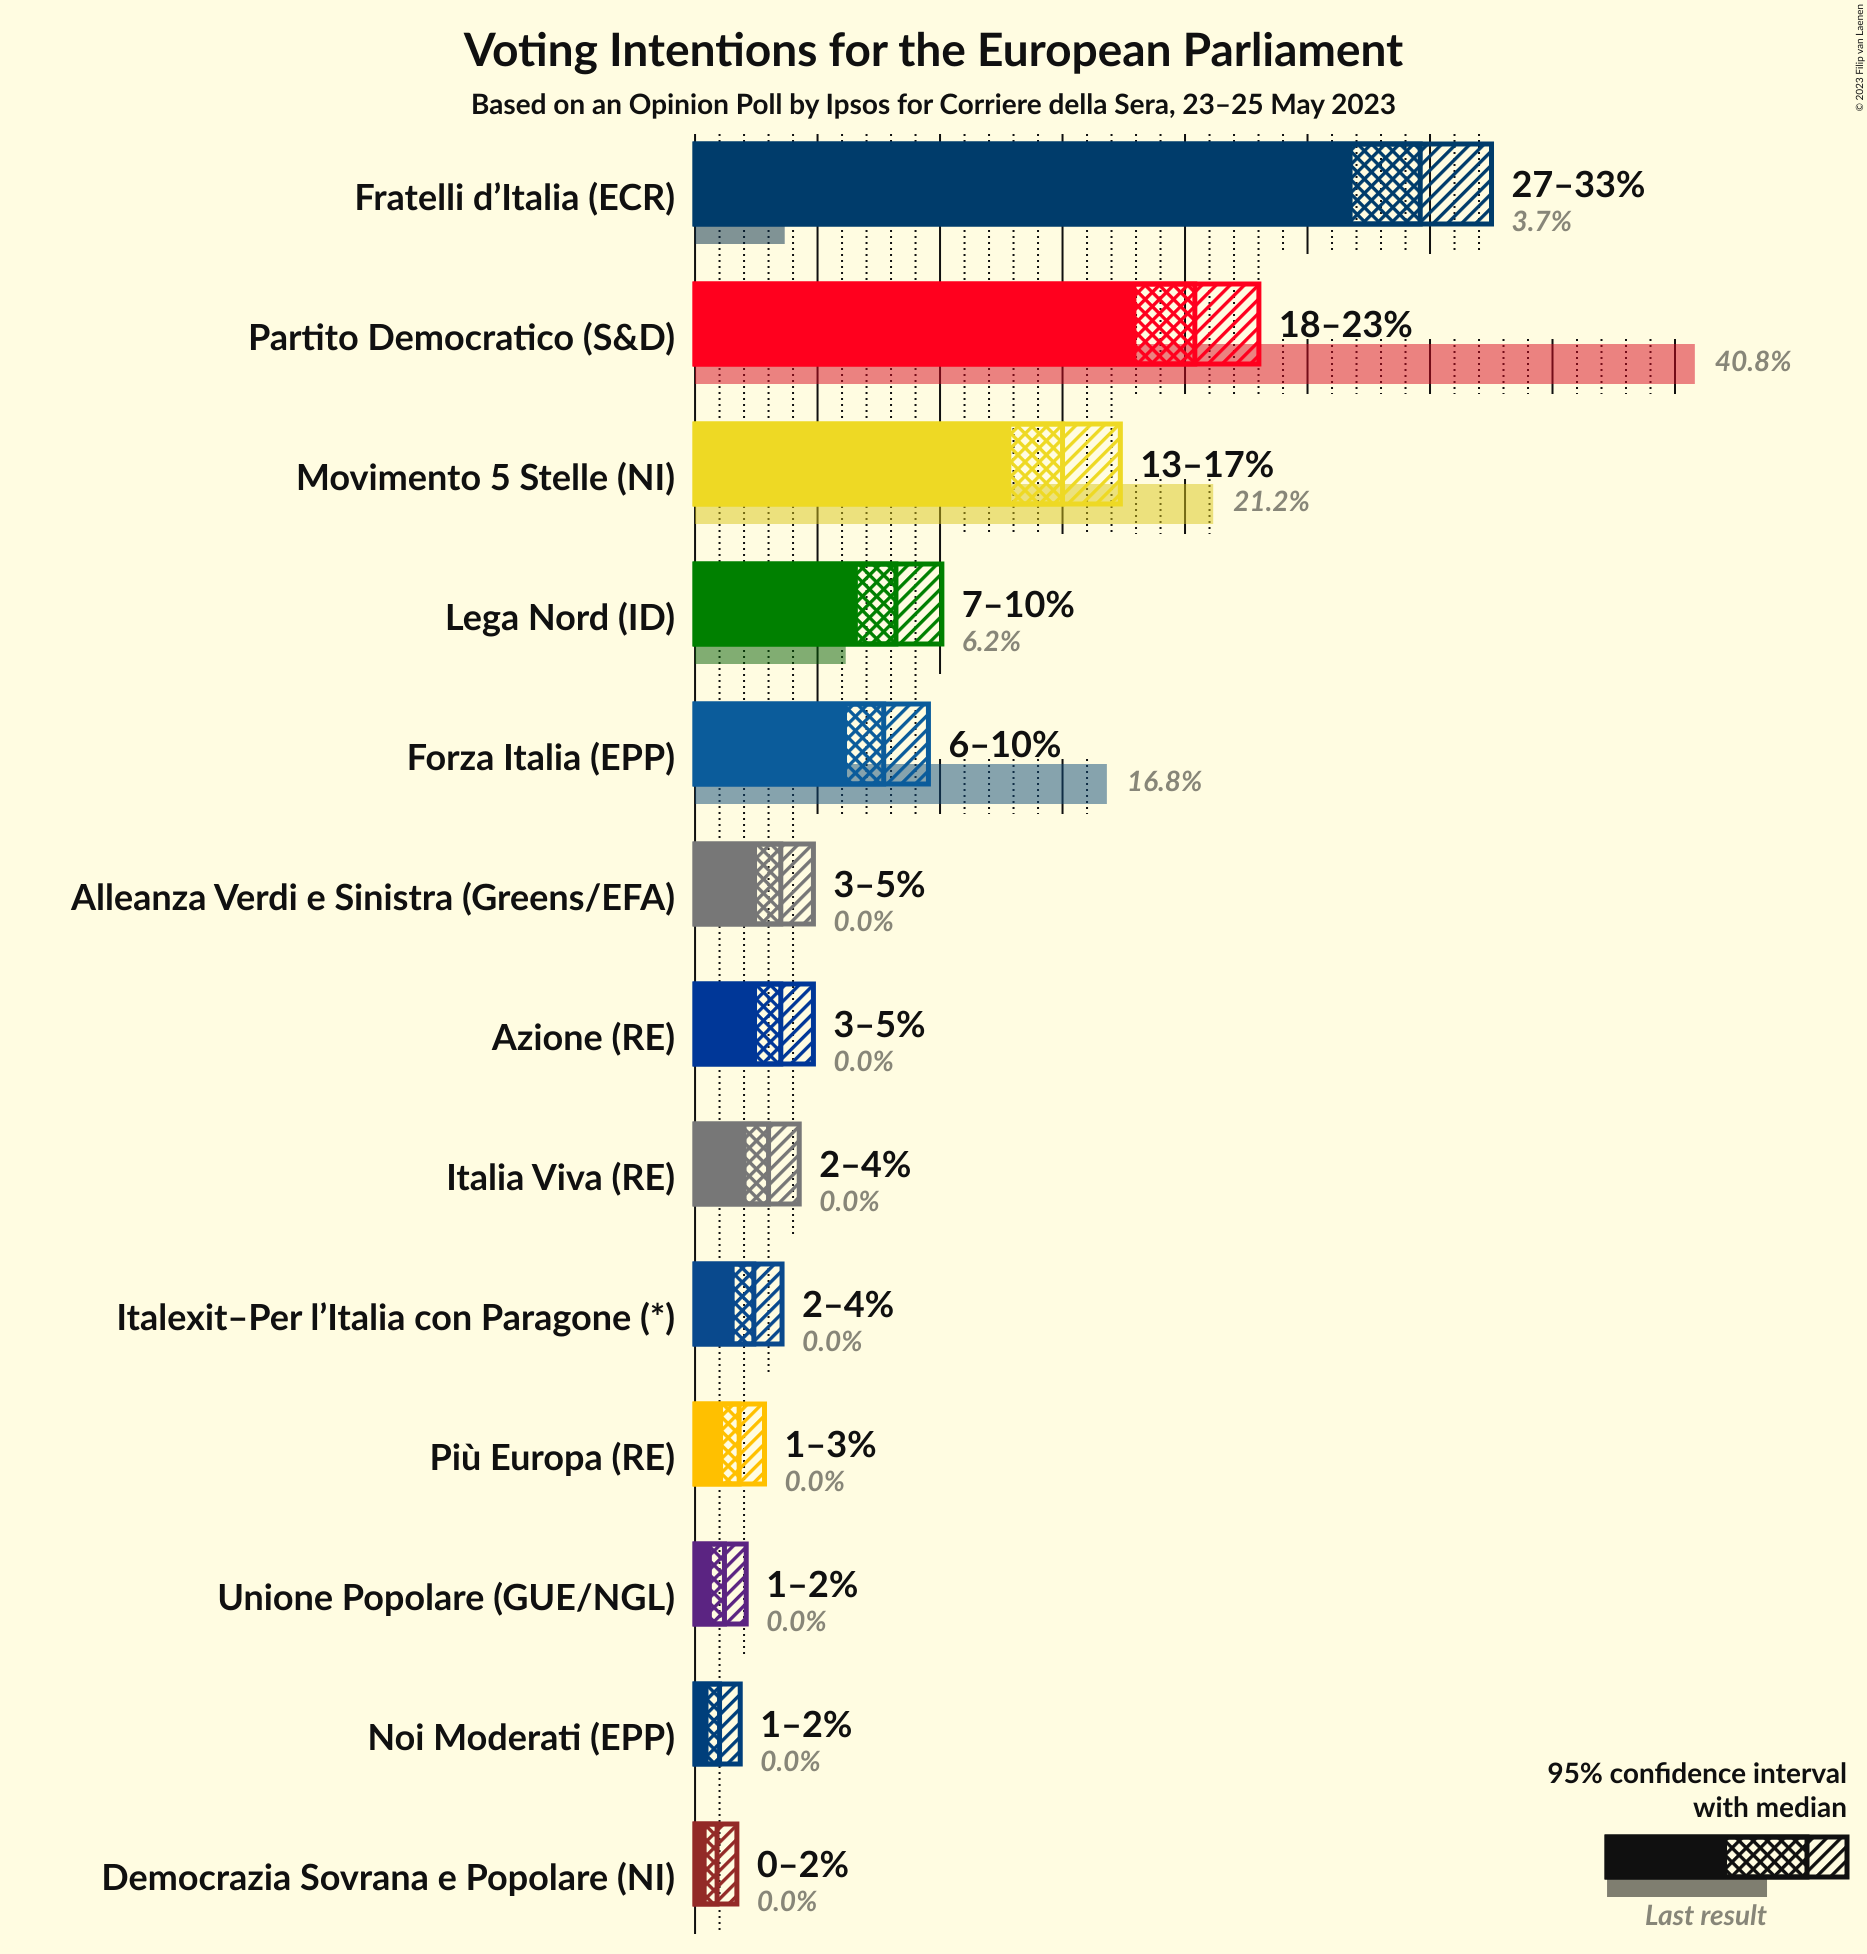 Voting Intentions for the European Parliament
Based on an Opinion Poll by Ipsos for Corriere della Sera, 23–25 May 2023
© 2023 Filip van Laenen
Fratelli d’Italia (ECR)
27–33%
3.7%
Partito Democratico (S&D)
18–23%
40.8%
Movimento 5 Stelle (NI)
13–17%
21.2%
Lega Nord (ID)
7–10%
6.2%
Forza Italia (EPP)
6–10%
16.8%
Alleanza Verdi e Sinistra (Greens/EFA)
3–5%
0.0%
Azione (RE)
3–5%
0.0%
Italia Viva (RE)
2–4%
0.0%
Italexit–Per l’Italia con Paragone (*)
2–4%
0.0%
Più Europa (RE)
1–3%
0.0%
Unione Popolare (GUE/NGL)
1–2%
0.0%
Noi Moderati (EPP)
1–2%
0.0%
Democrazia Sovrana e Popolare (NI)
0–2%
0.0%
95% confidence interval
with median
Last result